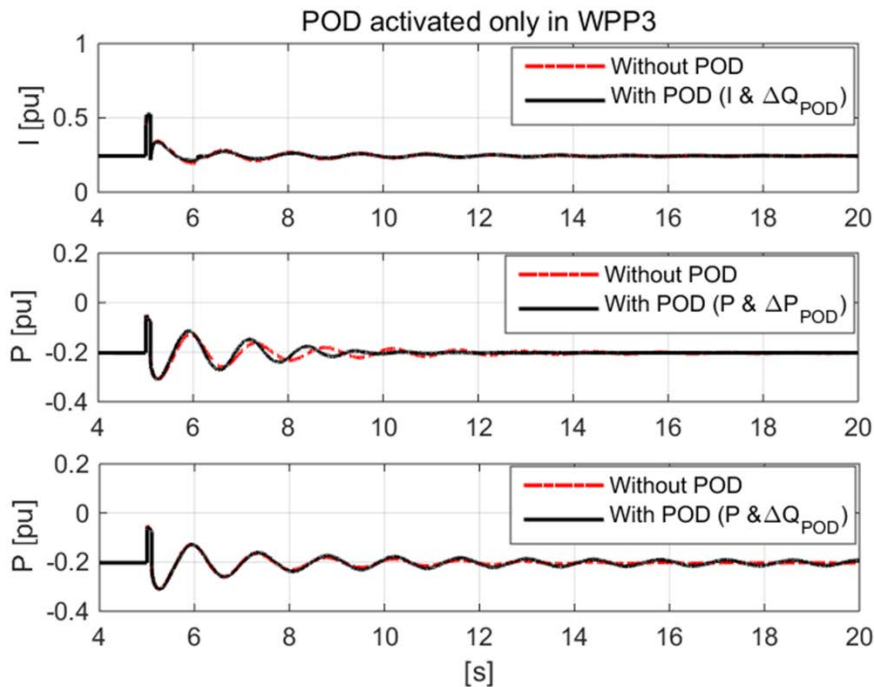 POD activated only in WPP3
1
0.5
0
I [pu]
Without POD
With POD (I & ΔQ_POD)
4 6 8 10 12 14 16 18 20
0.2
0
-0.2
-0.4
P [pu]
Without POD
With POD (P & ΔP_POD)
4 6 8 10 12 14 16 18 20
0.2
0
-0.2
-0.4
P [pu]
Without POD
With POD (P &ΔQ_POD)
4 6 8 10 12 14 16 18 20
[s]